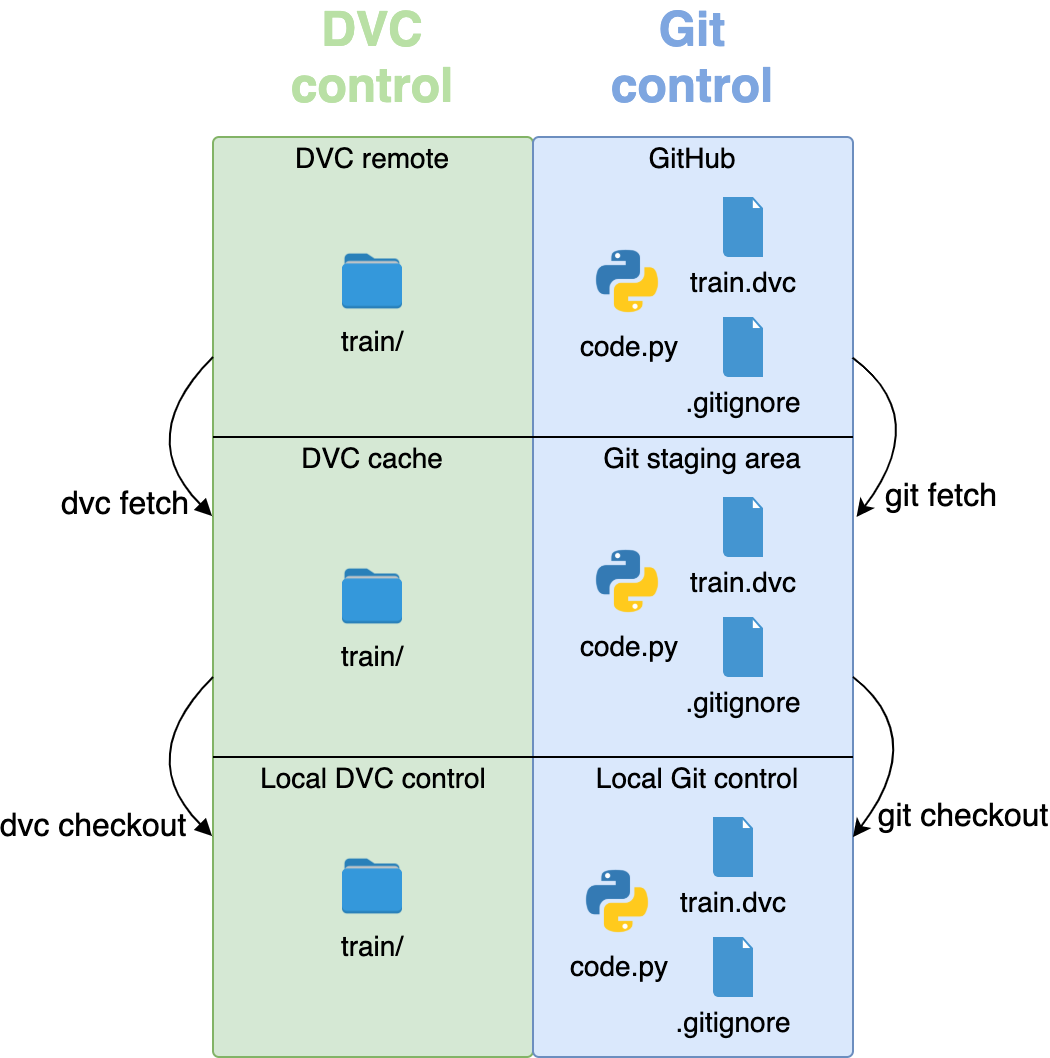 DVC
control
Git
control
DVC remote
GitHub
train/
code.py
train.dvc
.gitignore
dvc fetch
git fetch
DVC cache
Git staging area
train/
code.py
train.dvc
.gitignore
dvc checkout
git checkout
Local DVC control
Local Git control
train/
code.py
train.dvc
.gitignore